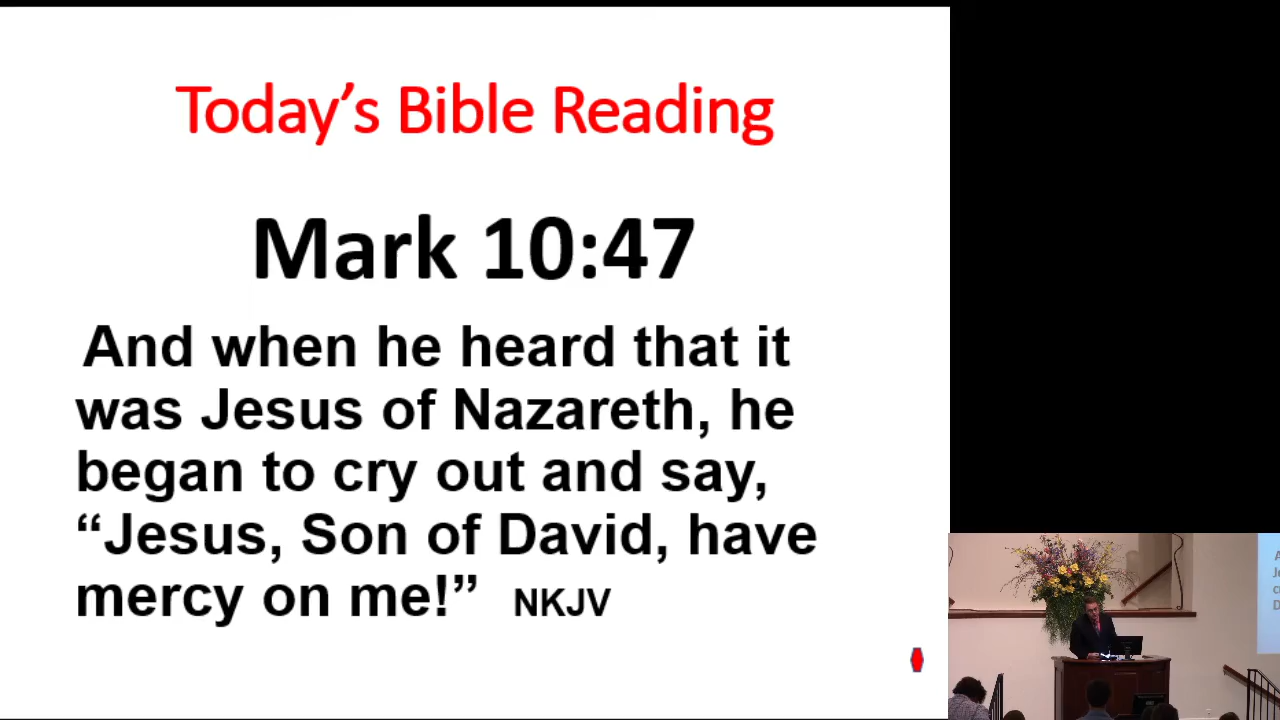 Today’s Bible Reading
Mark 10:47
And when he heard that it
was Jesus of Nazareth, he
began to cry out and say,
“Jesus, Son of David, have
mercy on me!” NKJV